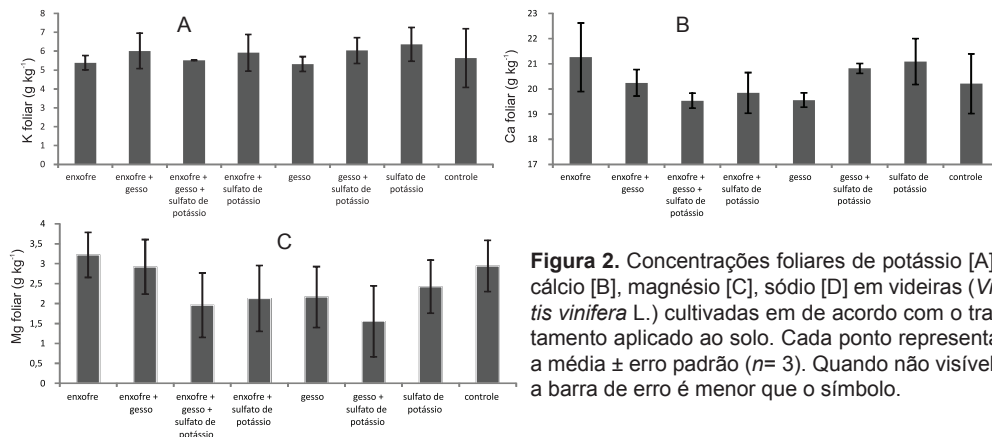 A
K foliar (g kg⁻¹)
8
7
6
5
4
3
2
1
0
enxofre
enxofre + gesso
enxofre + gesso + sulfato de potássio
enxofre + sulfato de potássio
gesso
gesso + sulfato de potássio
sulfato de potássio
controle
B
Ca foliar (g kg⁻¹)
23
22
21
20
19
18
17
enxofre
enxofre + gesso
enxofre + gesso + sulfato de potássio
enxofre + sulfato de potássio
gesso
gesso + sulfato de potássio
sulfato de potássio
controle
C
Mg foliar (g kg⁻¹)
4
3,5
3
2,5
2
1,5
1
0,5
0
enxofre
enxofre + gesso
enxofre + gesso + sulfato de potássio
enxofre + sulfato de potássio
gesso
gesso + sulfato de potássio
sulfato de potássio
controle
Figura 2. Concentrações foliares de potássio [A]
cálcio [B], magnésio [C], sódio [D] em videiras (Vi
tis vinifera L.) cultivadas em de acordo com o tra
tamento aplicado ao solo. Cada ponto representa
a média ± erro padrão (n= 3). Quando não visível
a barra de erro é menor que o símbolo.